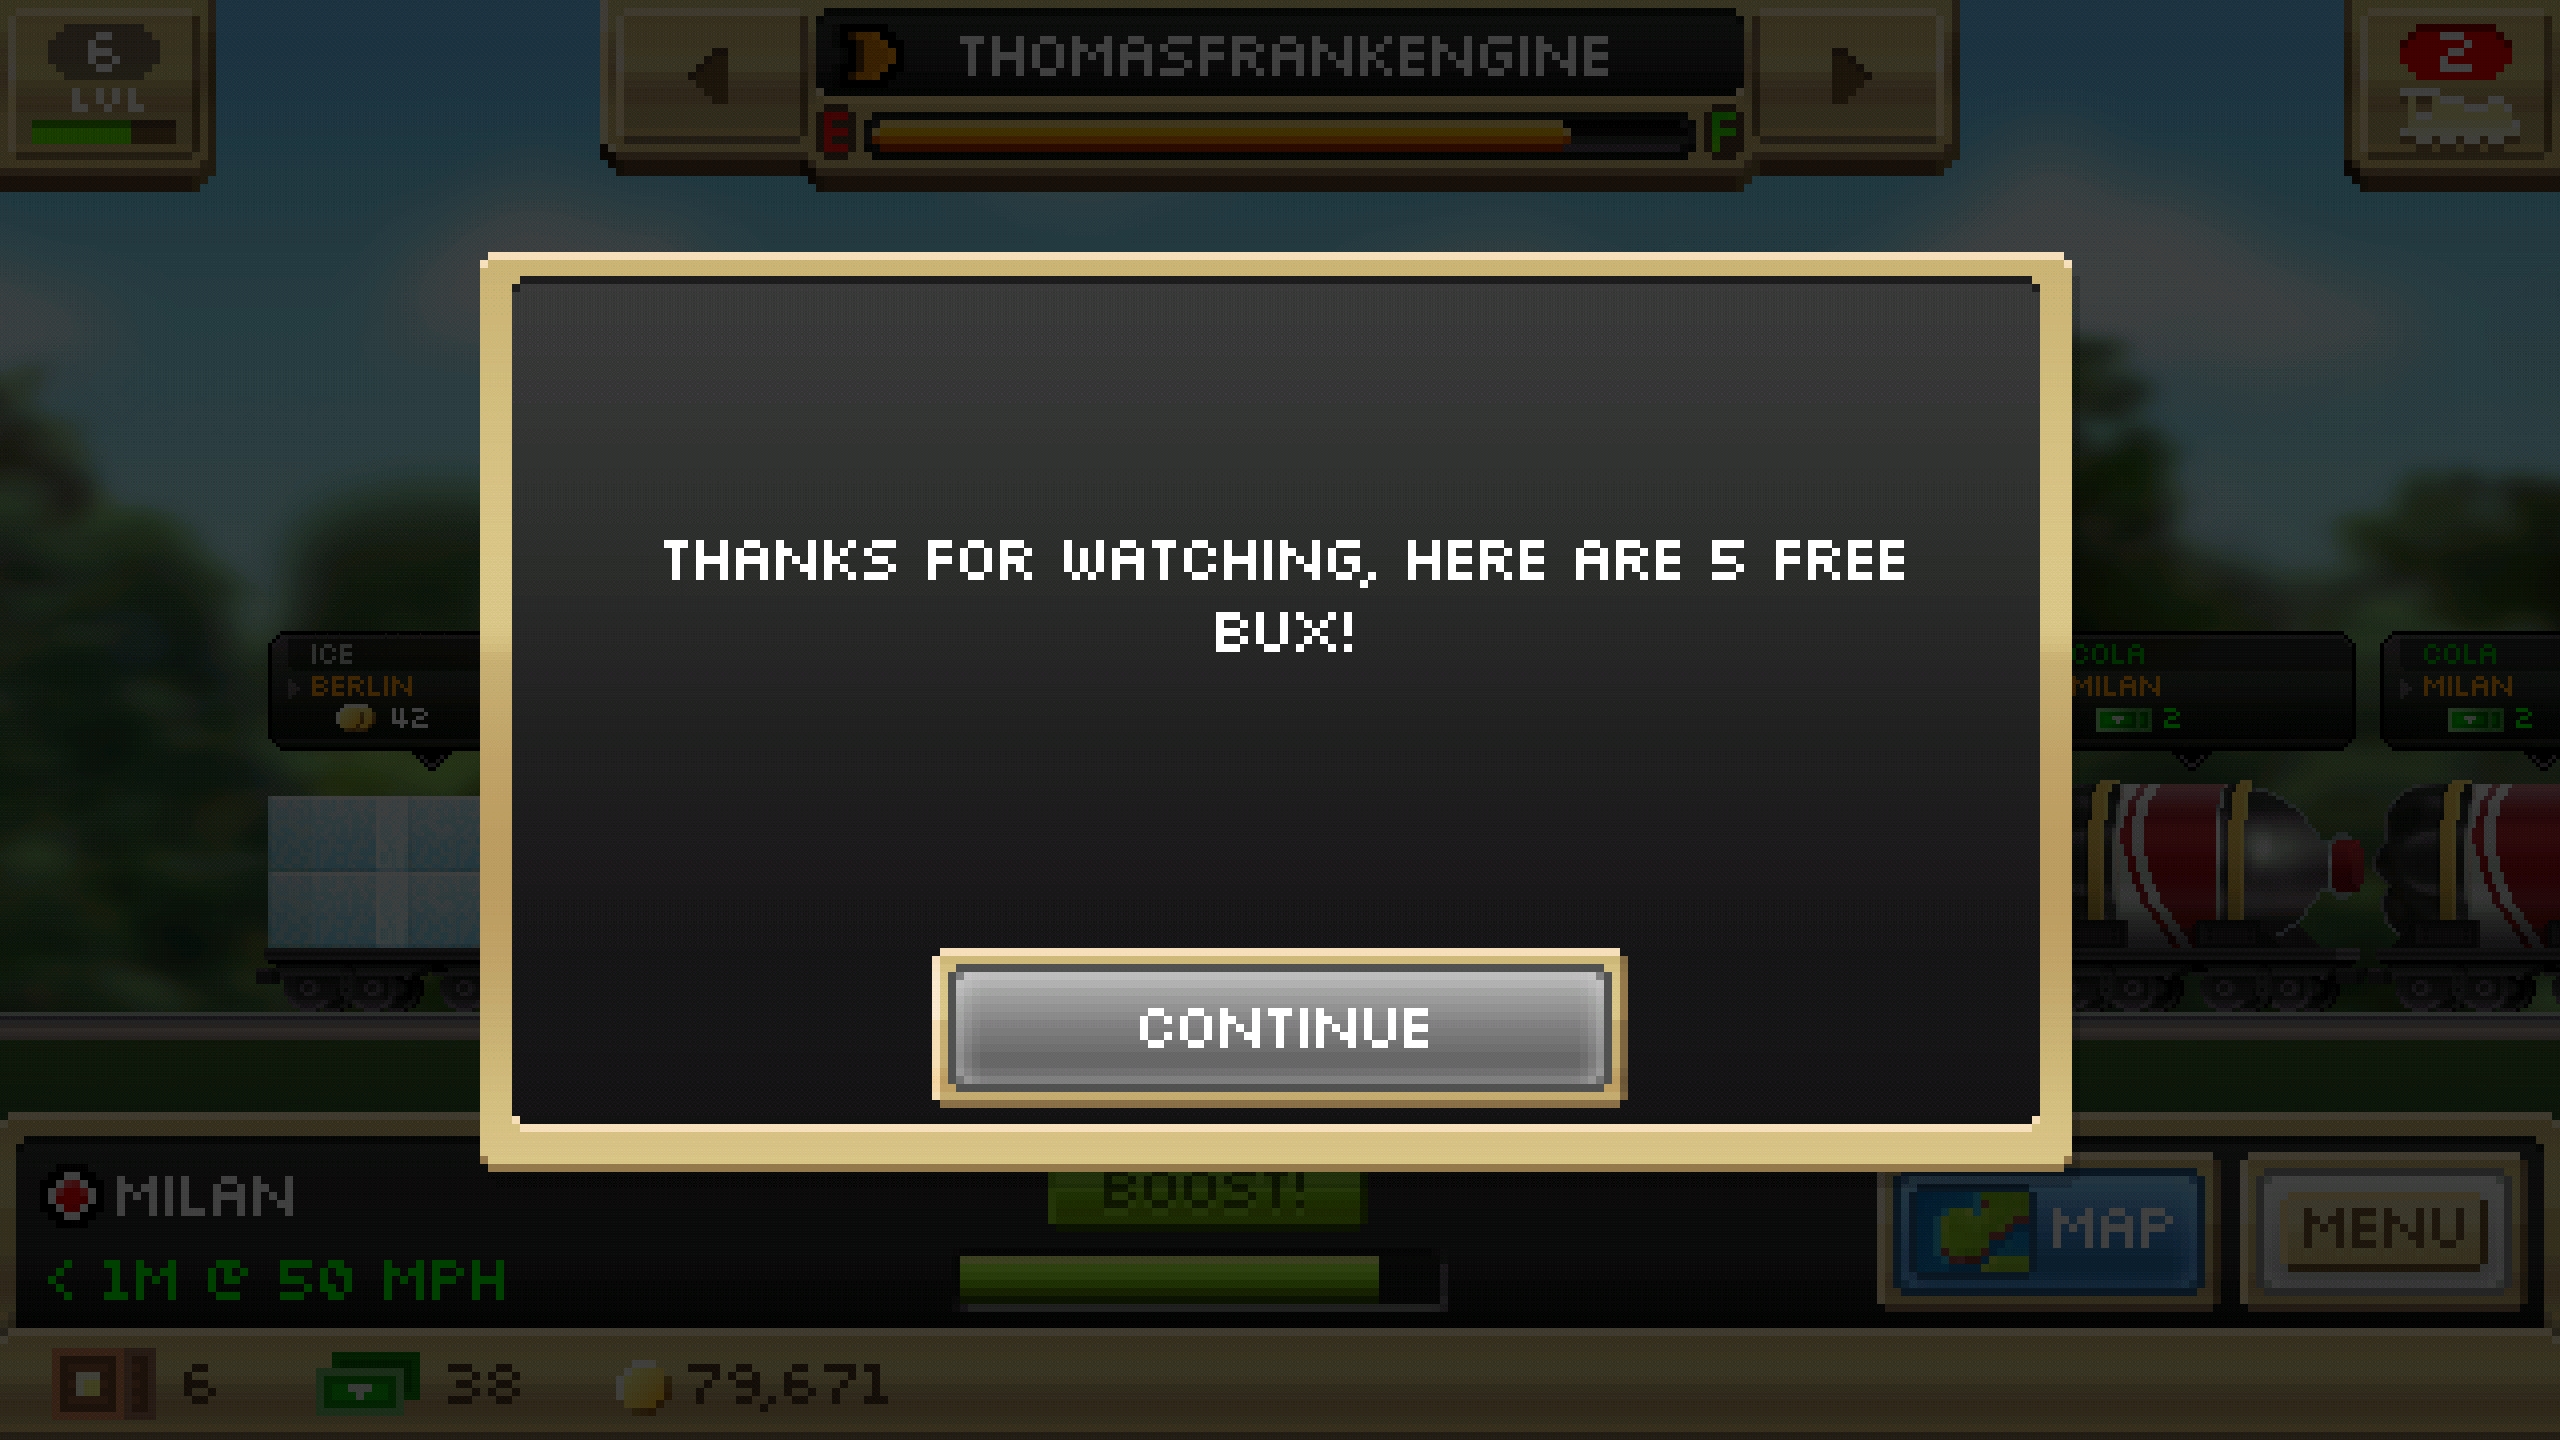 6
LVL
THOMASFRANKENGINE
E
F
2
THANKS FOR WATCHING, HERE ARE 5 FREE
BUX!
ICE
BERLIN
42
COLA
MILAN
2
COLA
MILAN
2
CONTINUE
MILAN
< 1M @ 50 MPH
BOOST!
MAP
MENU
6
38
79,671